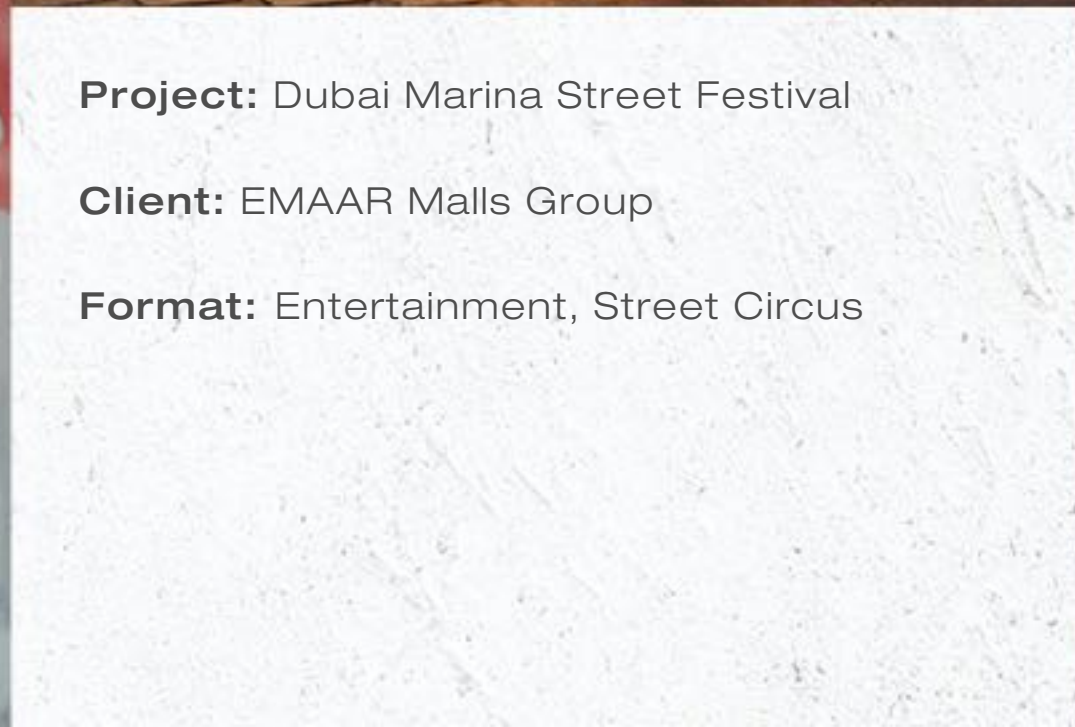 Project: Dubai Marina Street Festival
Client: EMAAR Malls Group
Format: Entertainment, Street Circus